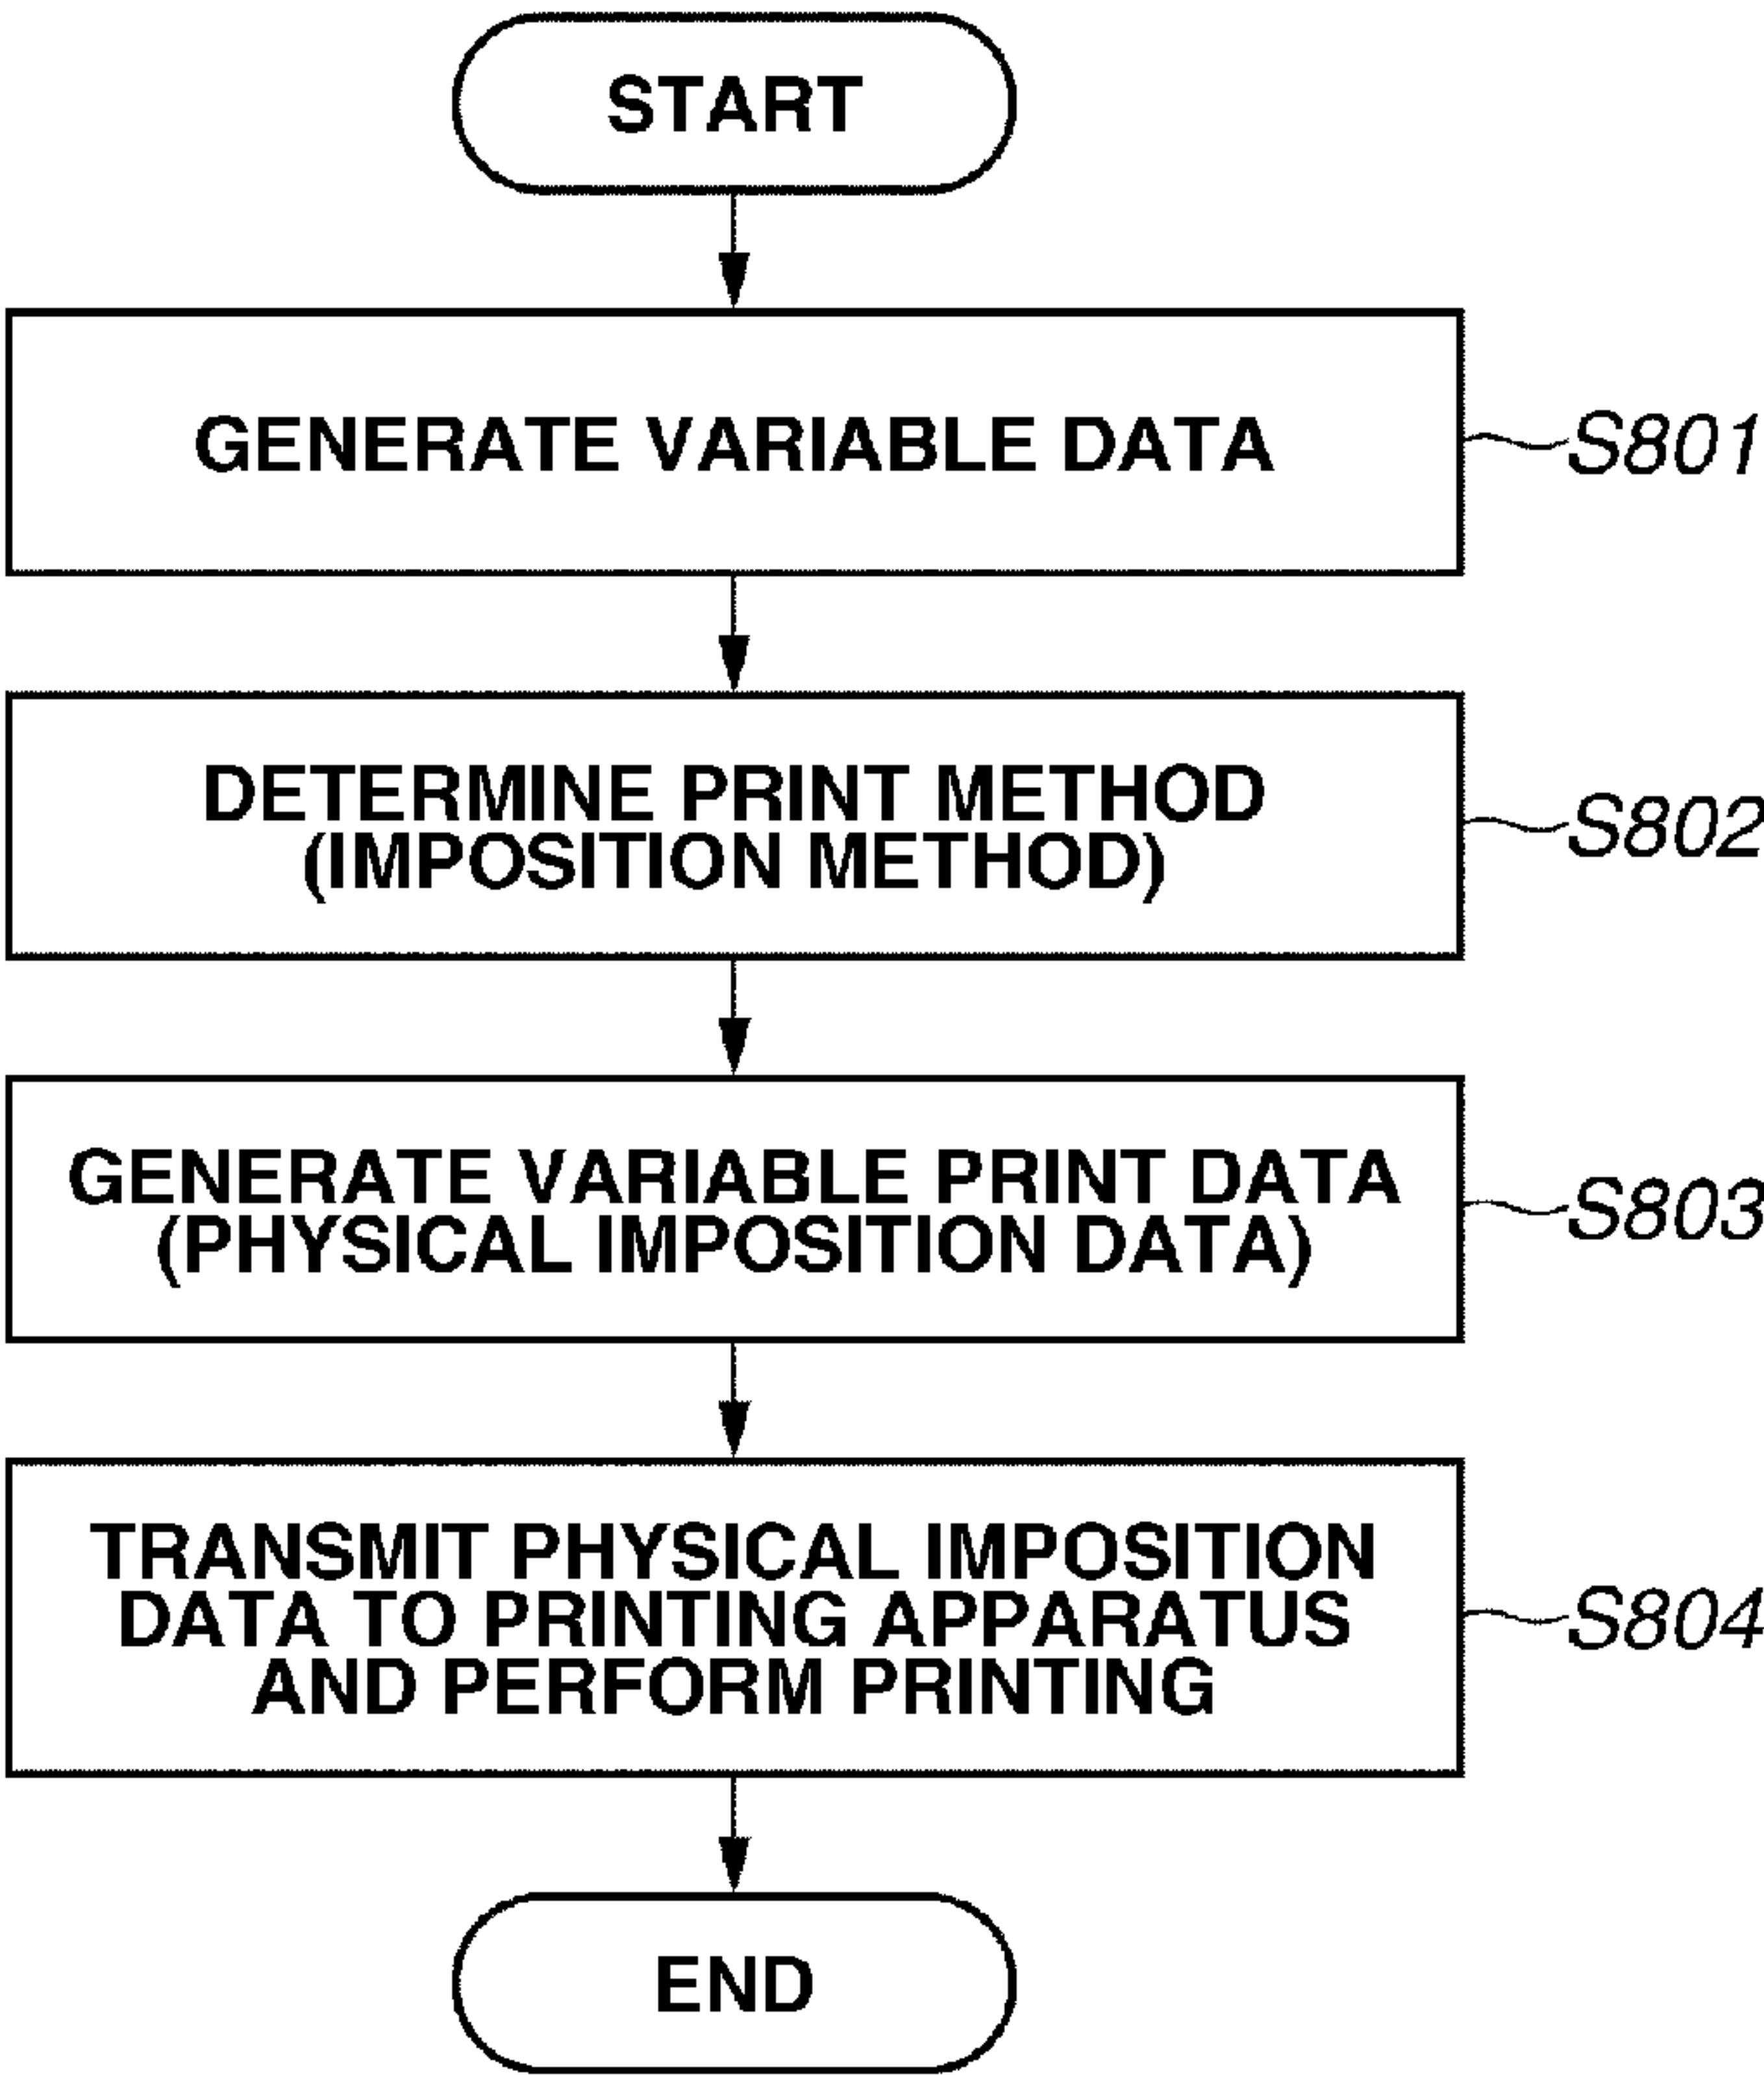 START
GENERATE VARIABLE DATA
S801
DETERMINE PRINT METHOD
(IMPOSITION METHOD)
S802
GENERATE VARIABLE PRINT DATA
(PHYSICAL IMPOSITION DATA)
S803
TRANSMIT PHYSICAL IMPOSITION
DATA TO PRINTING APPARATUS
AND PERFORM PRINTING
S804
END